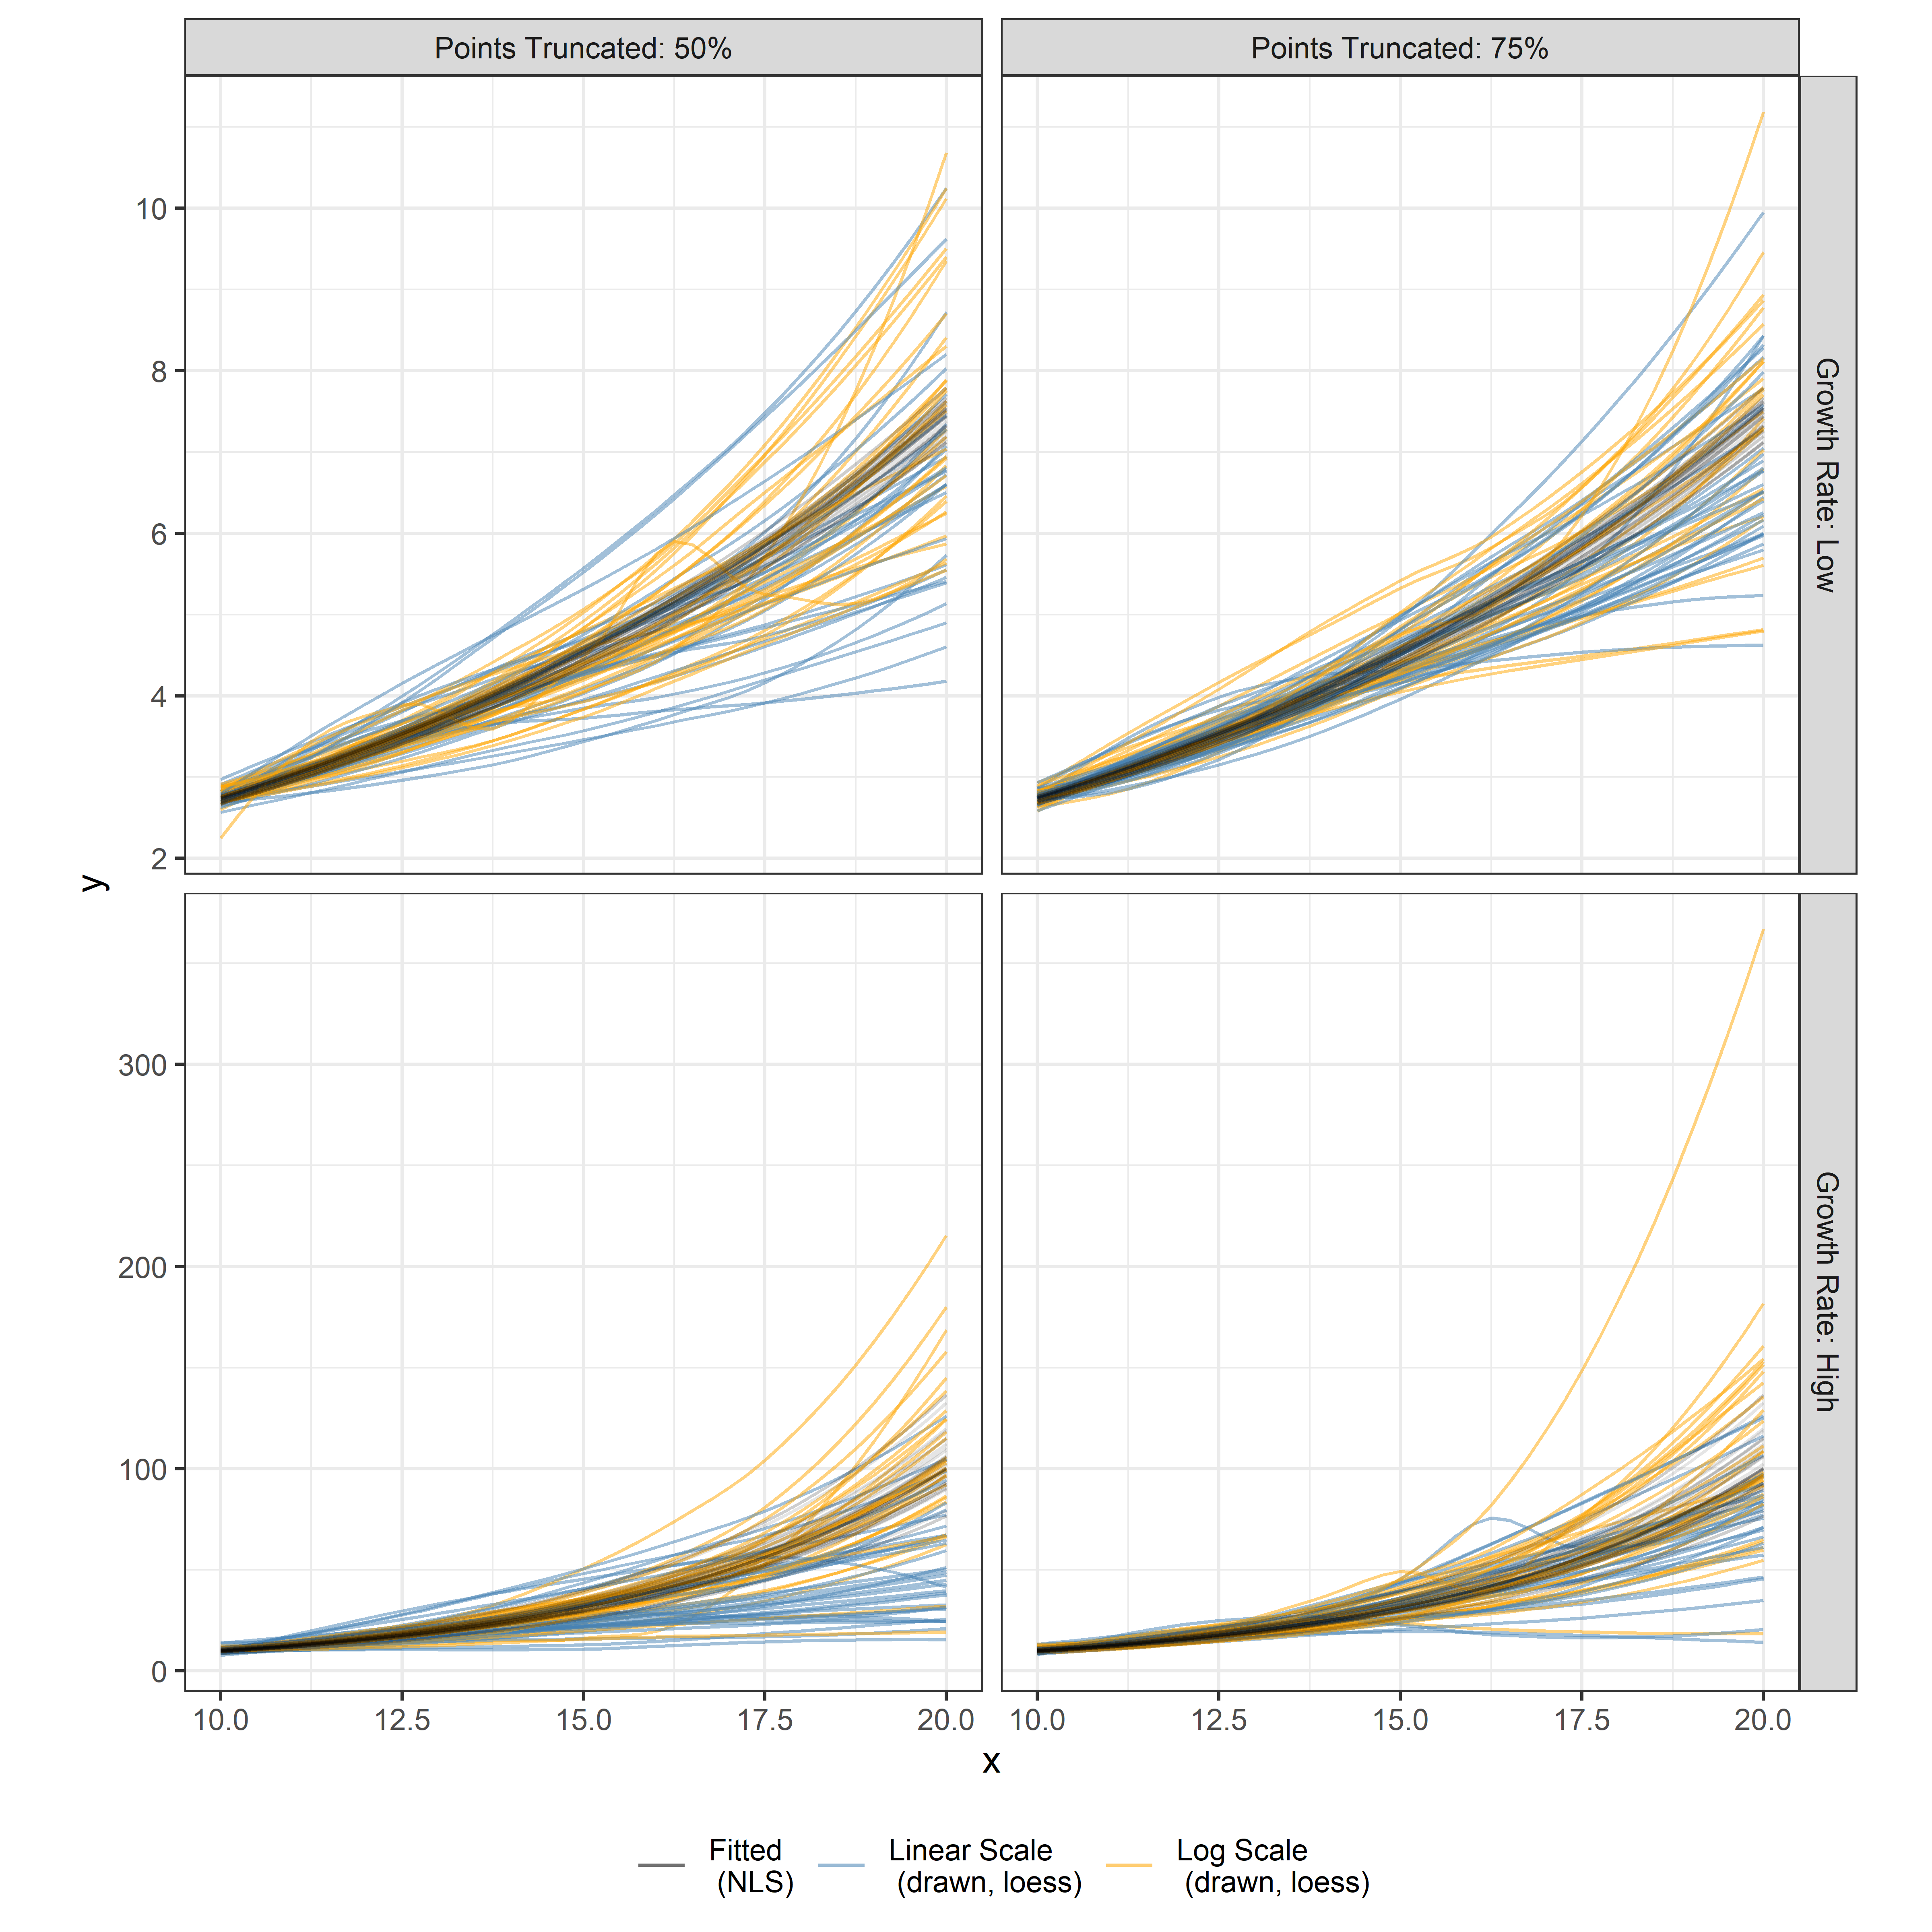 Points Truncated: 50%
Points Truncated: 75%
10
8
6
4
2
Growth Rate: Low
y
300
200
100
0
Growth Rate: High
10.0 12.5 15.0 17.5 20.0
10.0 12.5 15.0 17.5 20.0
x
Fitted
(NLS)
Linear Scale
(drawn, loess)
Log Scale
(drawn, loess)